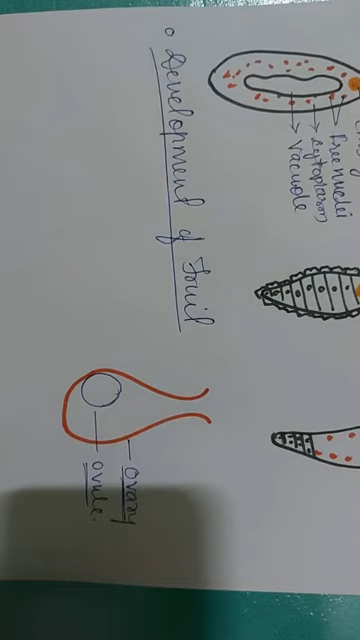 Free nuclei
Cytoplasm
Vacuole
Development of Fruit
ovary
ovule